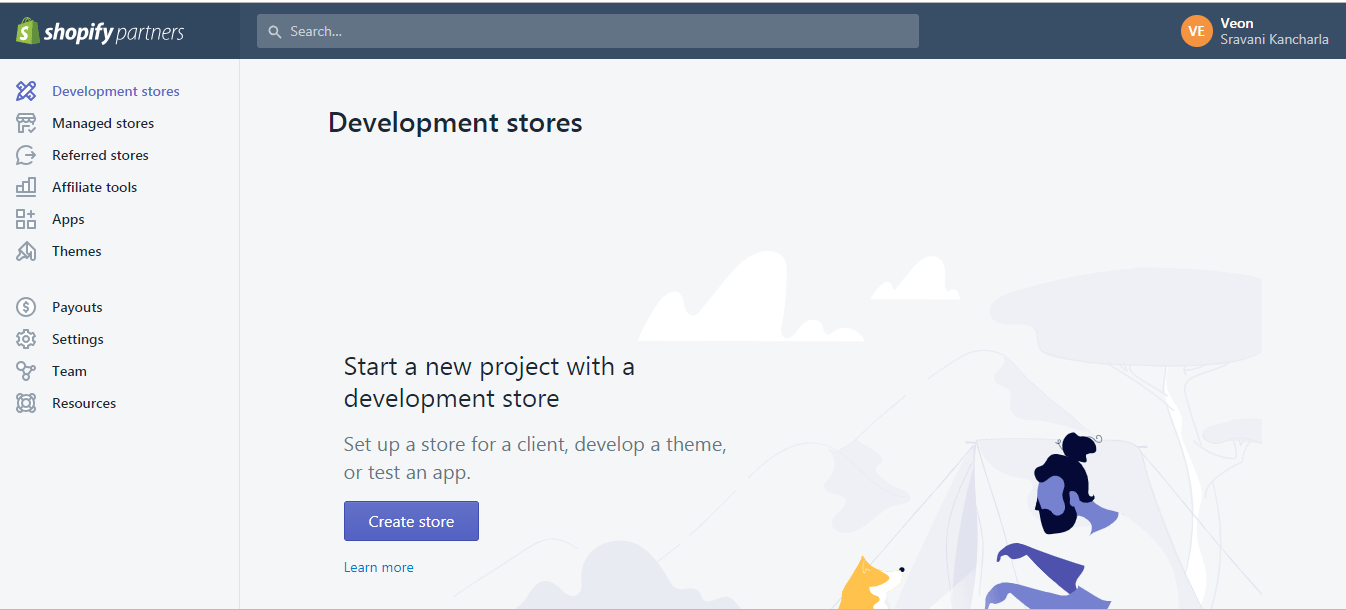 shopify partners
Search...
VE
Veon
Sravani Kancharla
Development stores
Managed stores
Referred stores
Affiliate tools
Apps
Themes
Payouts
Settings
Team
Resources
Development stores
Start a new project with a
development store
Set up a store for a client, develop a theme,
or test an app.
Create store
Learn more